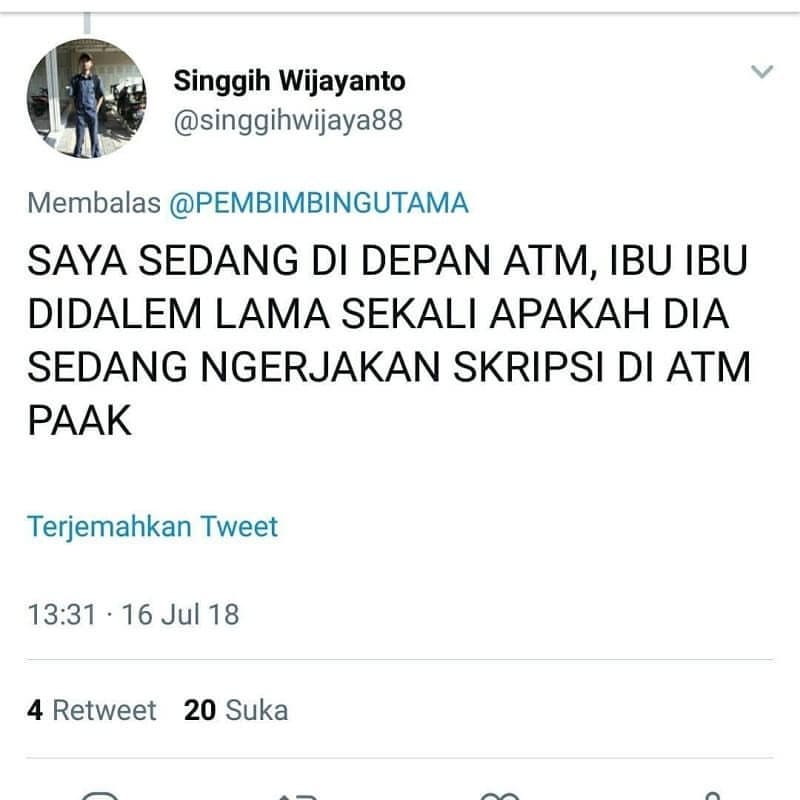 Singgih Wijayanto
@singgihwijaya88
Membalas @PEMBIMBINGUTAMA
SAYA SEDANG DI DEPAN ATM, IBU IBU
DIDALEM LAMA SEKALI APAKAH DIA
SEDANG NGERJAKAN SKRIPSI DI ATM
PAAK
Terjemahkan Tweet
13:31 · 16 Jul 18
4 Retweet 20 Suka